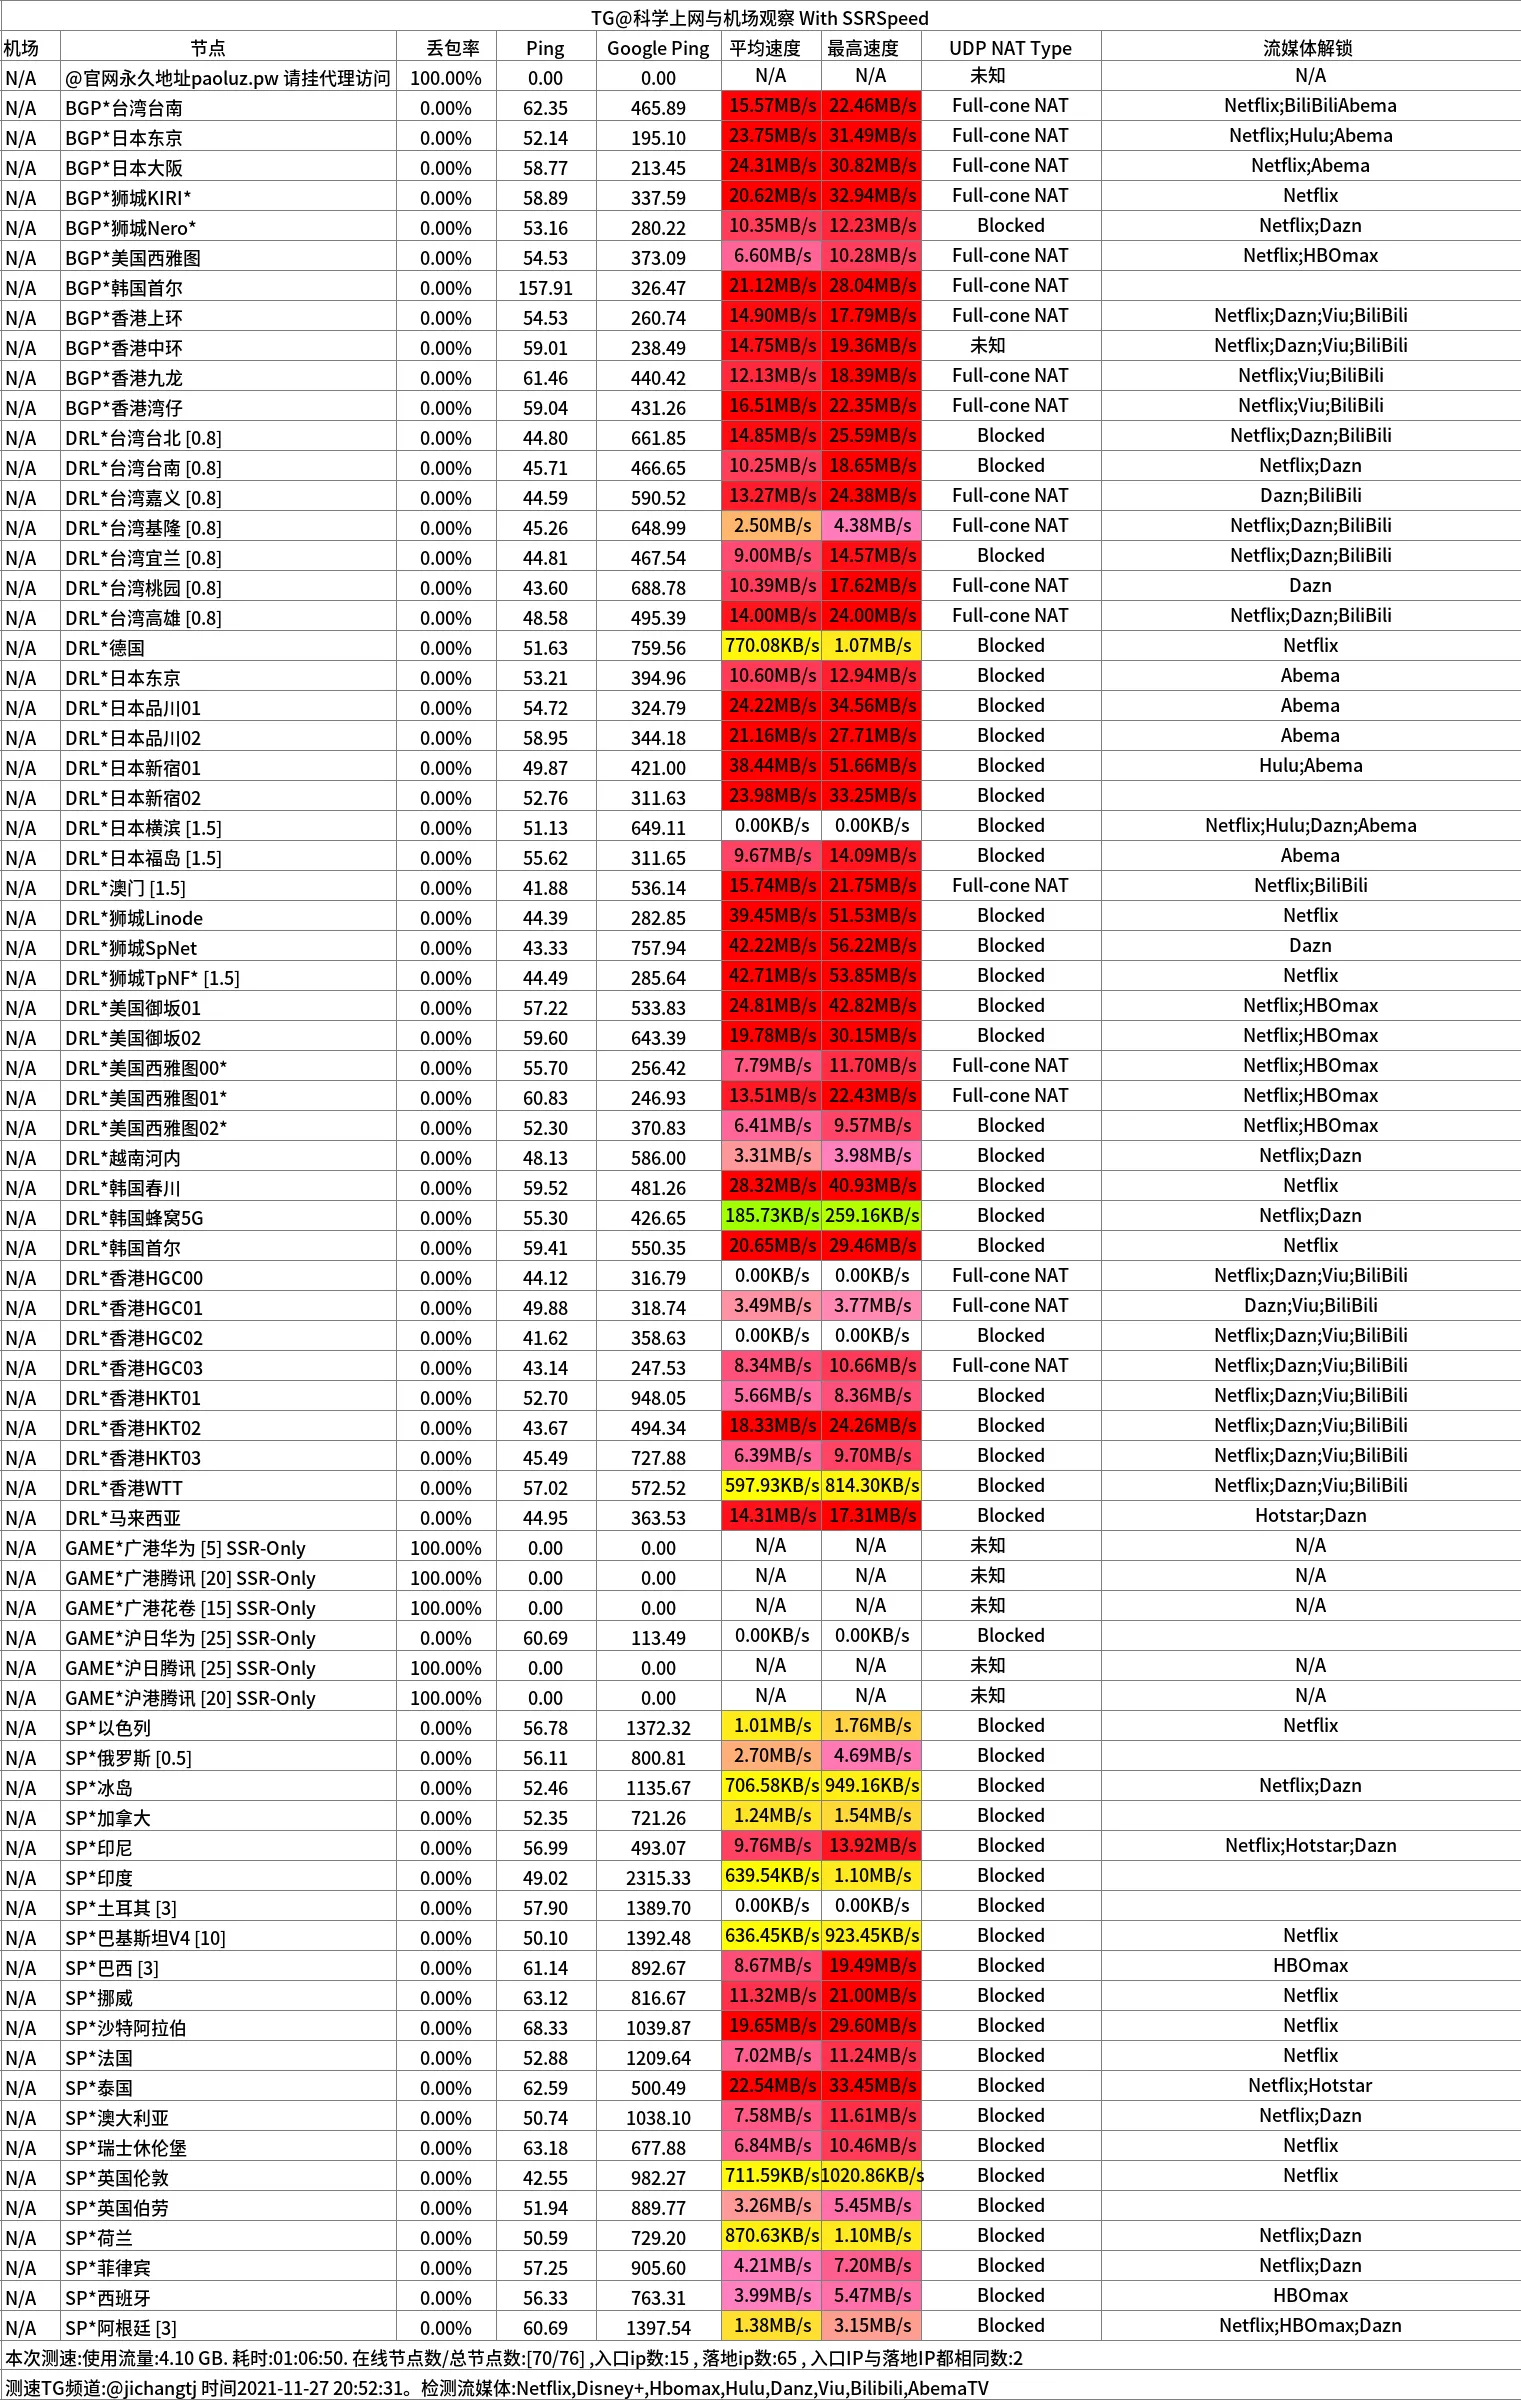 TG@科学上网与机场观察 With SSRSpeed
机场 节点 丢包率 Ping Google Ping 平均速度 最高速度 UDP NAT Type 流媒体解锁
N/A @官网永久地址paoluz.pw 请挂代理访问 100.00% 0.00 0.00 N/A N/A 未知 N/A
N/A BGP*台湾台南 0.00% 62.35 465.89 15.57MB/s 22.46MB/s Full-cone NAT Netflix;BiliBiliAbema
N/A BGP*日本东京 0.00% 52.14 195.10 23.75MB/s 31.49MB/s Full-cone NAT Netflix;Hulu;Abema
N/A BGP*日本大阪 0.00% 58.77 213.45 24.31MB/s 30.82MB/s Full-cone NAT Netflix;Abema
N/A BGP*狮城KIRI* 0.00% 58.89 337.59 20.62MB/s 32.94MB/s Full-cone NAT Netflix
N/A BGP*狮城Nero* 0.00% 53.16 280.22 10.35MB/s 12.23MB/s Blocked Netflix;Dazn
N/A BGP*美国西雅图 0.00% 54.53 373.09 6.60MB/s 10.28MB/s Full-cone NAT Netflix;HBOmax
N/A BGP*韩国首尔 0.00% 157.91 326.47 21.12MB/s 28.04MB/s Full-cone NAT
N/A BGP*香港上环 0.00% 54.53 260.74 14.90MB/s 17.79MB/s Full-cone NAT Netflix;Dazn;Viu;BiliBili
N/A BGP*香港中环 0.00% 59.01 238.49 14.75MB/s 19.36MB/s 未知 Netflix;Dazn;Viu;BiliBili
N/A BGP*香港九龙 0.00% 61.46 440.42 12.13MB/s 18.39MB/s Full-cone NAT Netflix;Viu;BiliBili
N/A BGP*香港湾仔 0.00% 59.04 431.26 16.51MB/s 22.35MB/s Full-cone NAT Netflix;Viu;BiliBili
N/A DRL*台湾台北 [0.8] 0.00% 44.80 661.85 14.85MB/s 25.59MB/s Blocked Netflix;Dazn;BiliBili
N/A DRL*台湾台南 [0.8] 0.00% 45.71 466.65 10.25MB/s 18.65MB/s Blocked Netflix;Dazn
N/A DRL*台湾嘉义 [0.8] 0.00% 44.59 590.52 13.27MB/s 24.38MB/s Full-cone NAT Dazn;BiliBili
N/A DRL*台湾基隆 [0.8] 0.00% 45.26 648.99 2.50MB/s 4.38MB/s Full-cone NAT Netflix;Dazn;BiliBili
N/A DRL*台湾宜兰 [0.8] 0.00% 44.81 467.54 9.00MB/s 14.57MB/s Blocked Netflix;Dazn;BiliBili
N/A DRL*台湾桃园 [0.8] 0.00% 43.60 688.78 10.39MB/s 17.62MB/s Full-cone NAT Dazn
N/A DRL*台湾高雄 [0.8] 0.00% 48.58 495.39 14.00MB/s 24.00MB/s Full-cone NAT Netflix;Dazn;BiliBili
N/A DRL*德国 0.00% 51.63 759.56 770.08KB/s 1.07MB/s Blocked Netflix
N/A DRL*日本东京 0.00% 53.21 394.96 10.60MB/s 12.94MB/s Blocked Abema
N/A DRL*日本品川01 0.00% 54.72 324.79 24.22MB/s 34.56MB/s Blocked Abema
N/A DRL*日本品川02 0.00% 58.95 344.18 21.16MB/s 27.71MB/s Blocked Abema
N/A DRL*日本新宿01 0.00% 49.87 421.00 38.44MB/s 51.66MB/s Blocked Hulu;Abema
N/A DRL*日本新宿02 0.00% 52.76 311.63 23.98MB/s 33.25MB/s Blocked
N/A DRL*日本横滨 [1.5] 0.00% 51.13 649.11 0.00KB/s 0.00KB/s Blocked Netflix;Hulu;Dazn;Abema
N/A DRL*日本福岛 [1.5] 0.00% 55.62 311.65 9.67MB/s 14.09MB/s Blocked Abema
N/A DRL*澳门 [1.5] 0.00% 41.88 536.14 15.74MB/s 21.75MB/s Full-cone NAT Netflix;BiliBili
N/A DRL*狮城Linode 0.00% 44.39 282.85 39.45MB/s 51.53MB/s Blocked Netflix
N/A DRL*狮城SpNet 0.00% 43.33 757.94 42.22MB/s 56.22MB/s Blocked Dazn
N/A DRL*狮城TpNF* [1.5] 0.00% 44.49 285.64 42.71MB/s 53.85MB/s Blocked Netflix
N/A DRL*美国御坂01 0.00% 57.22 533.83 24.81MB/s 42.82MB/s Blocked Netflix;HBOmax
N/A DRL*美国御坂02 0.00% 59.60 643.39 19.78MB/s 30.15MB/s Blocked Netflix;HBOmax
N/A DRL*美国西雅图00* 0.00% 55.70 256.42 7.79MB/s 11.70MB/s Full-cone NAT Netflix;HBOmax
N/A DRL*美国西雅图01* 0.00% 60.83 246.93 13.51MB/s 22.43MB/s Full-cone NAT Netflix;HBOmax
N/A DRL*美国西雅图02* 0.00% 52.30 370.83 6.41MB/s 9.57MB/s Blocked Netflix;HBOmax
N/A DRL*越南河内 0.00% 48.13 586.00 3.31MB/s 3.98MB/s Blocked Netflix;Dazn
N/A DRL*韩国春川 0.00% 59.52 481.26 28.32MB/s 40.93MB/s Blocked Netflix
N/A DRL*韩国蜂窝5G 0.00% 55.30 426.65 185.73KB/s 259.16KB/s Blocked Netflix;Dazn
N/A DRL*韩国首尔 0.00% 59.41 550.35 20.65MB/s 29.46MB/s Blocked Netflix
N/A DRL*香港HGC00 0.00% 44.12 316.79 0.00KB/s 0.00KB/s Full-cone NAT Netflix;Dazn;Viu;BiliBili
N/A DRL*香港HGC01 0.00% 49.88 318.74 3.49MB/s 3.77MB/s Full-cone NAT Dazn;Viu;BiliBili
N/A DRL*香港HGC02 0.00% 41.62 358.63 0.00KB/s 0.00KB/s Blocked Netflix;Dazn;Viu;BiliBili
N/A DRL*香港HGC03 0.00% 43.14 247.53 8.34MB/s 10.66MB/s Full-cone NAT Netflix;Dazn;Viu;BiliBili
N/A DRL*香港HKT01 0.00% 52.70 948.05 5.66MB/s 8.36MB/s Blocked Netflix;Dazn;Viu;BiliBili
N/A DRL*香港HKT02 0.00% 43.67 494.34 18.33MB/s 24.26MB/s Blocked Netflix;Dazn;Viu;BiliBili
N/A DRL*香港HKT03 0.00% 45.49 727.88 6.39MB/s 9.70MB/s Blocked Netflix;Dazn;Viu;BiliBili
N/A DRL*香港WTT 0.00% 57.02 572.52 597.93KB/s 814.30KB/s Blocked Netflix;Dazn;Viu;BiliBili
N/A DRL*马来西亚 0.00% 44.95 363.53 14.31MB/s 17.31MB/s Blocked Hotstar;Dazn
N/A GAME*广港华为 [5] SSR-Only 100.00% 0.00 0.00 N/A N/A 未知 N/A
N/A GAME*广港腾讯 [20] SSR-Only 100.00% 0.00 0.00 N/A N/A 未知 N/A
N/A GAME*广港花卷 [15] SSR-Only 100.00% 0.00 0.00 N/A N/A 未知 N/A
N/A GAME*沪日华为 [25] SSR-Only 0.00% 60.69 113.49 0.00KB/s 0.00KB/s Blocked
N/A GAME*沪日腾讯 [25] SSR-Only 100.00% 0.00 0.00 N/A N/A 未知 N/A
N/A GAME*沪港腾讯 [20] SSR-Only 100.00% 0.00 0.00 N/A N/A 未知 N/A
N/A SP*以色列 0.00% 56.78 1372.32 1.01MB/s 1.76MB/s Blocked Netflix
N/A SP*俄罗斯 [0.5] 0.00% 56.11 800.81 2.70MB/s 4.69MB/s Blocked
N/A SP*冰岛 0.00% 52.46 1135.67 706.58KB/s 949.16KB/s Blocked Netflix;Dazn
N/A SP*加拿大 0.00% 52.35 721.26 1.24MB/s 1.54MB/s Blocked
N/A SP*印尼 0.00% 56.99 493.07 9.76MB/s 13.92MB/s Blocked Netflix;Hotstar;Dazn
N/A SP*印度 0.00% 49.02 2315.33 639.54KB/s 1.10MB/s Blocked
N/A SP*土耳其 [3] 0.00% 57.90 1389.70 0.00KB/s 0.00KB/s Blocked
N/A SP*巴基斯坦V4 [10] 0.00% 50.10 1392.48 636.45KB/s 923.45KB/s Blocked Netflix
N/A SP*巴西 [3] 0.00% 61.14 892.67 8.67MB/s 19.49MB/s Blocked HBOmax
N/A SP*挪威 0.00% 63.12 816.67 11.32MB/s 21.00MB/s Blocked Netflix
N/A SP*沙特阿拉伯 0.00% 68.33 1039.87 19.65MB/s 29.60MB/s Blocked Netflix
N/A SP*法国 0.00% 52.88 1209.64 7.02MB/s 11.24MB/s Blocked Netflix
N/A SP*泰国 0.00% 62.59 500.49 22.54MB/s 33.45MB/s Blocked Netflix;Hotstar
N/A SP*澳大利亚 0.00% 50.74 1038.10 7.58MB/s 11.61MB/s Blocked Netflix;Dazn
N/A SP*瑞士休伦堡 0.00% 63.18 677.88 6.84MB/s 10.46MB/s Blocked Netflix
N/A SP*英国伦敦 0.00% 42.55 982.27 711.59KB/s 1020.86KB/s Blocked Netflix
N/A SP*英国伯劳 0.00% 51.94 889.77 3.26MB/s 5.45MB/s Blocked
N/A SP*荷兰 0.00% 50.59 729.20 870.63KB/s 1.10MB/s Blocked Netflix;Dazn
N/A SP*菲律宾 0.00% 57.25 905.60 4.21MB/s 7.20MB/s Blocked Netflix;Dazn
N/A SP*西班牙 0.00% 56.33 763.31 3.99MB/s 5.47MB/s Blocked HBOmax
N/A SP*阿根廷 [3] 0.00% 60.69 1397.54 1.38MB/s 3.15MB/s Blocked Netflix;HBOmax;Dazn
本次测速:使用流量:4.10 GB. 耗时:01:06:50. 在线节点数/总节点数:[70/76] ,入口ip数:15 , 落地ip数:65 , 入口IP与落地IP都相同数:2
测速TG频道:@jichangtj 时间2021-11-27 20:52:31。检测流媒体:Netflix,Disney+,Hbomax,Hulu,Danz,Viu,Bilibili,AbemaTV